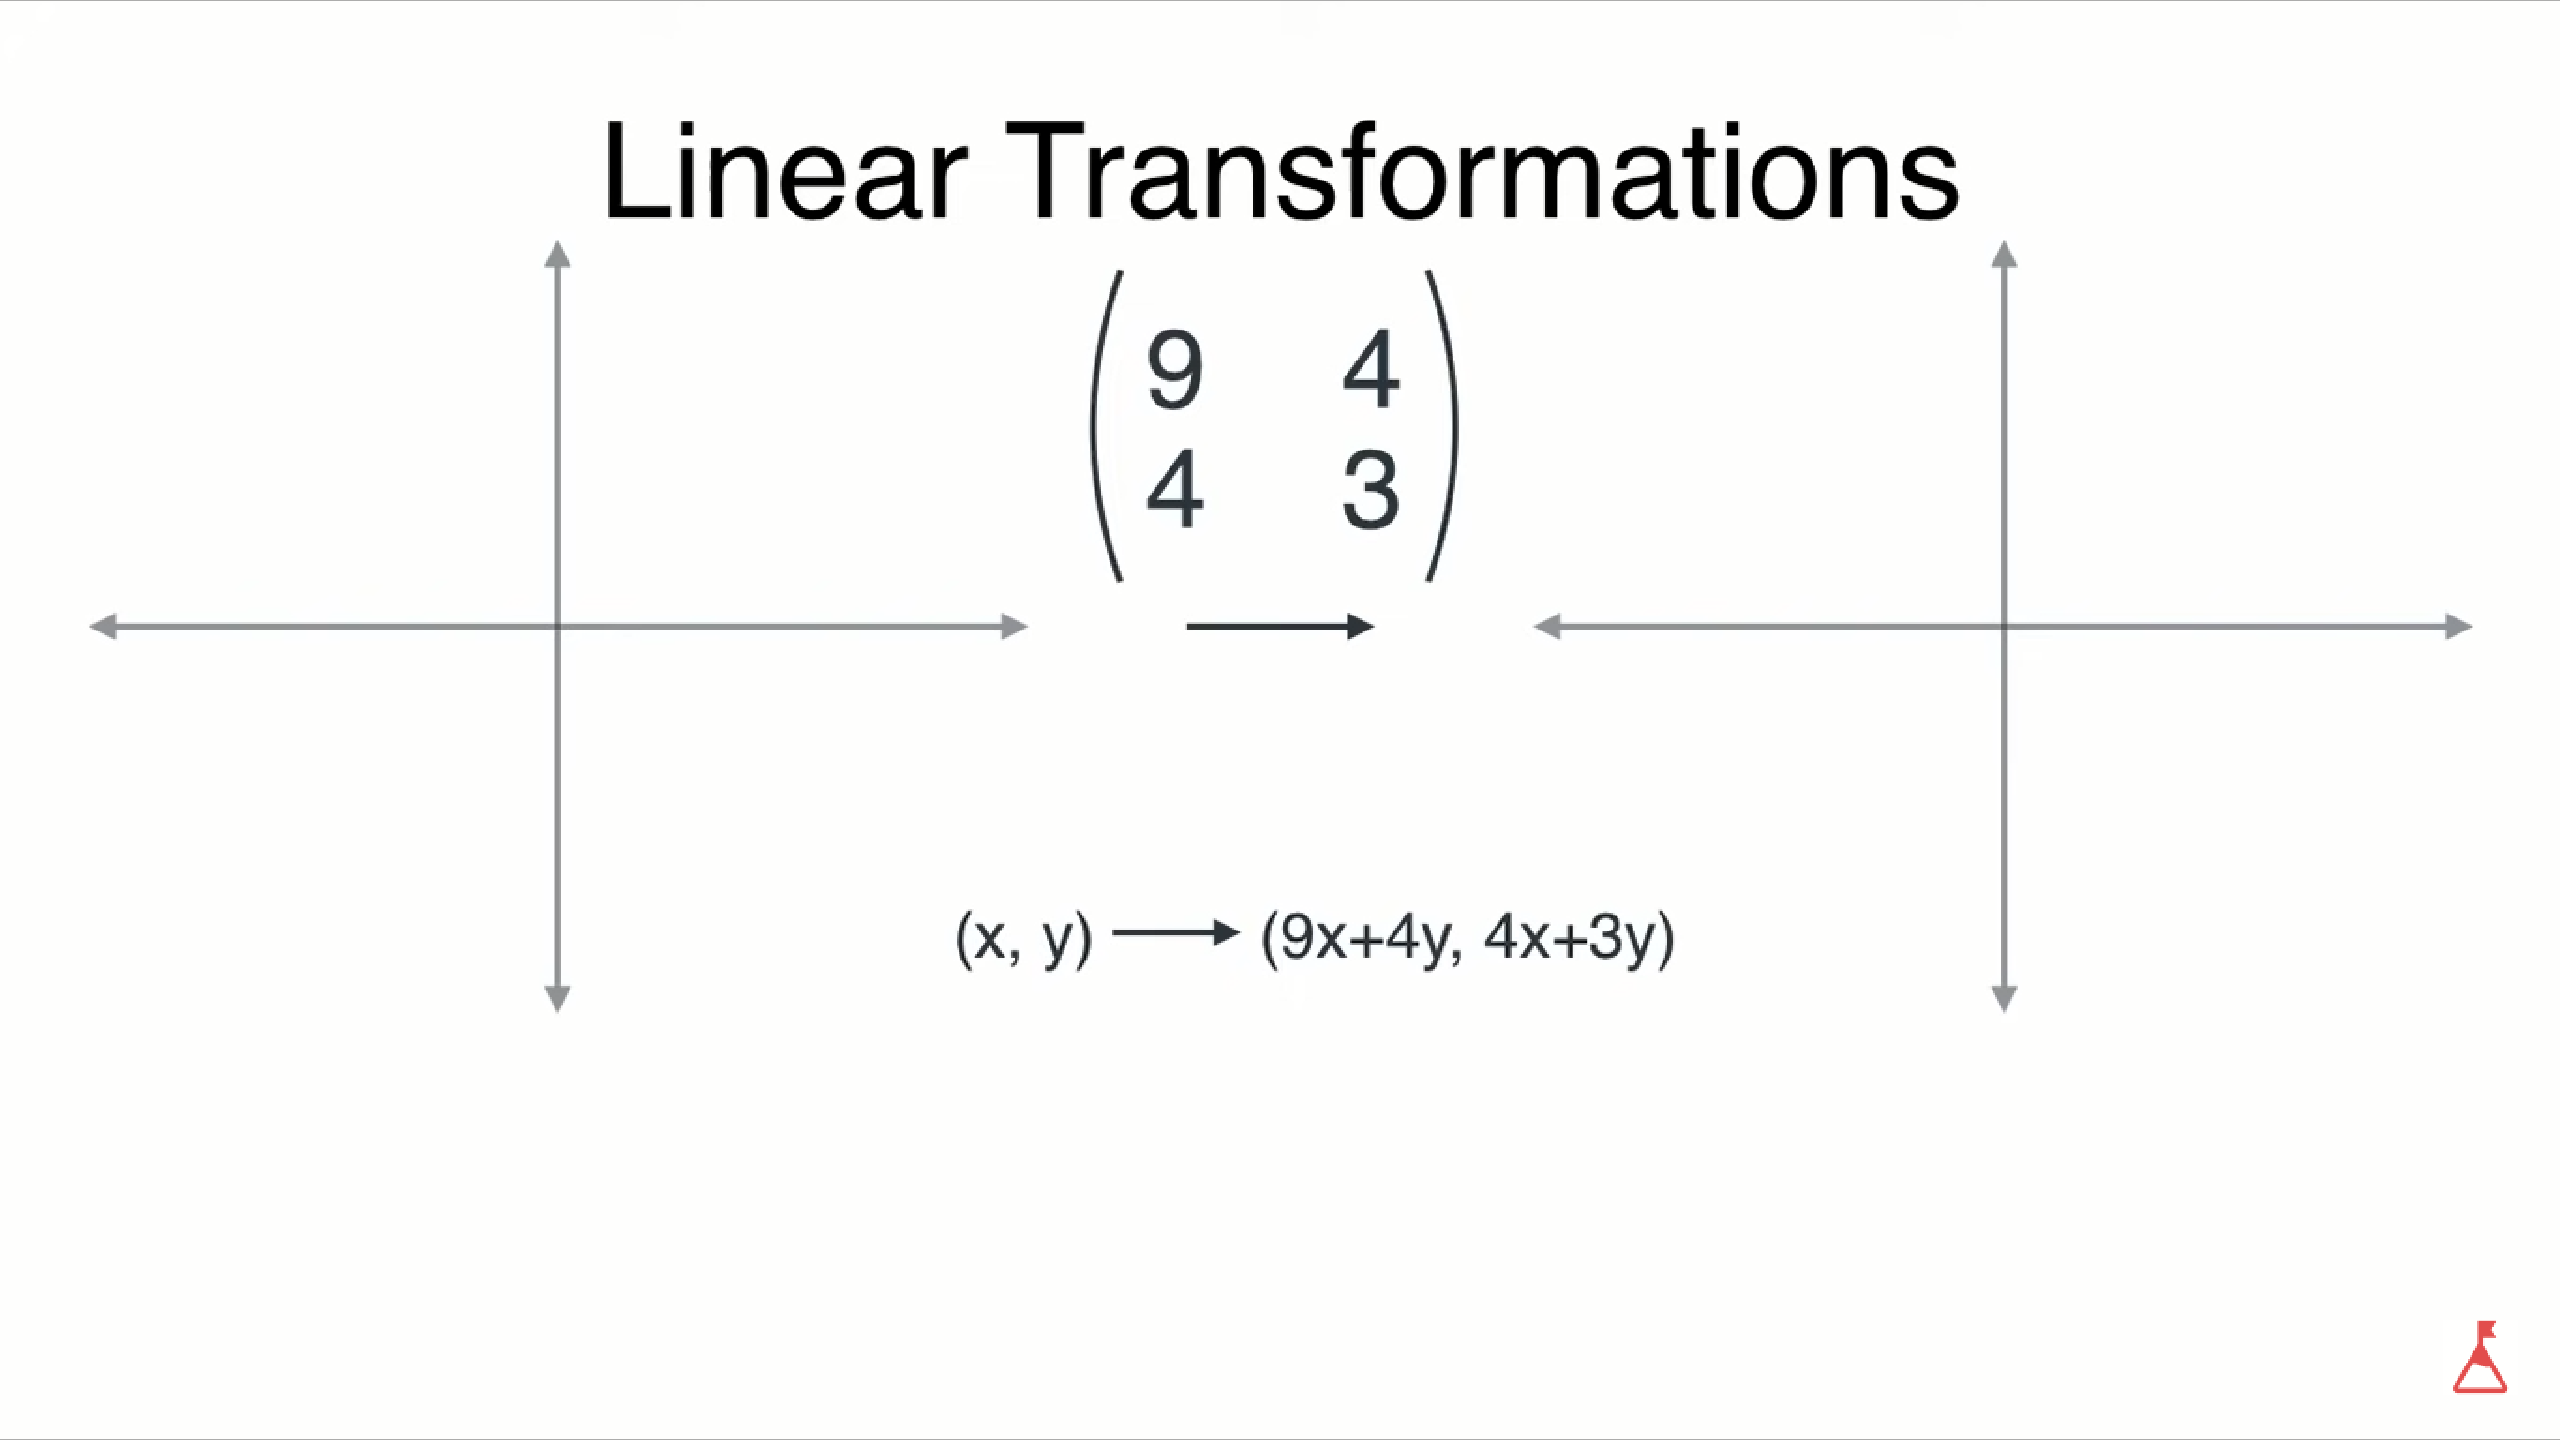 Linear Transformations
9 4
4 3
(x, y) ⟶ (9x+4y, 4x+3y)